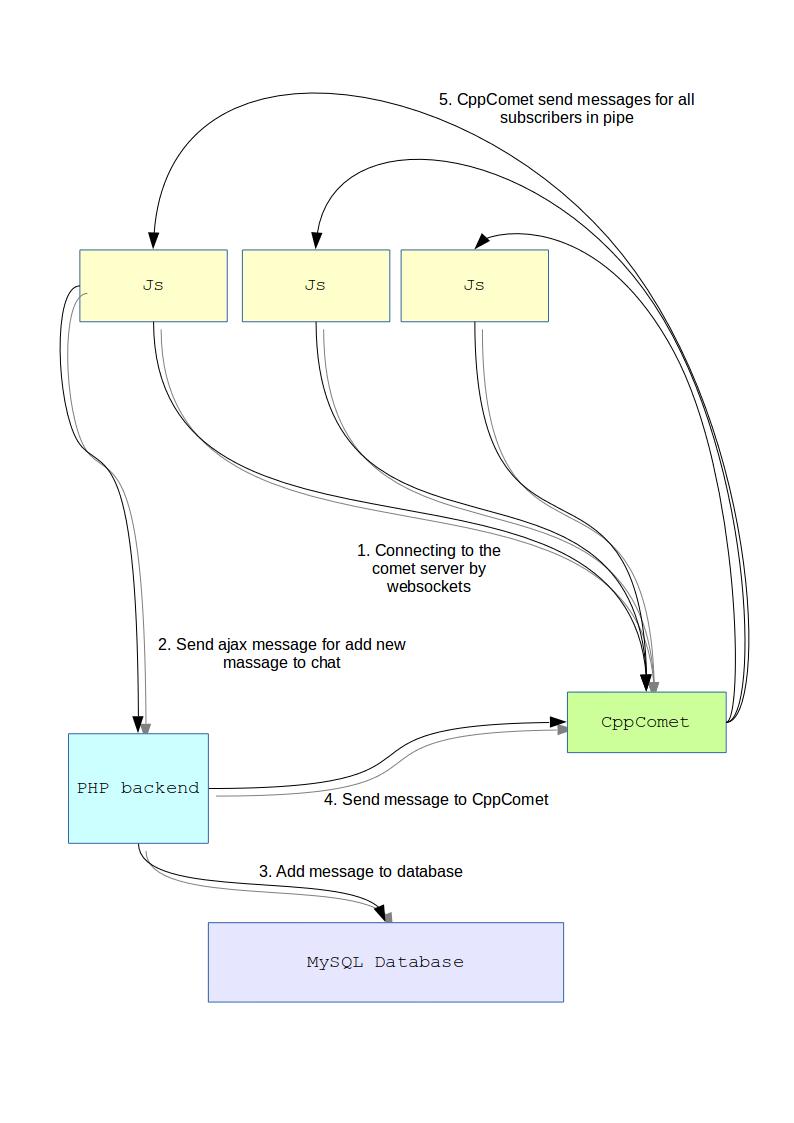 5. CppComet send messages for all
subscribers in pipe
Js
Js
Js
1. Connecting to the
comet server by
websockets
2. Send ajax message for add new
massage to chat
CppComet
PHP backend
4. Send message to CppComet
3. Add message to database
MySQL Database